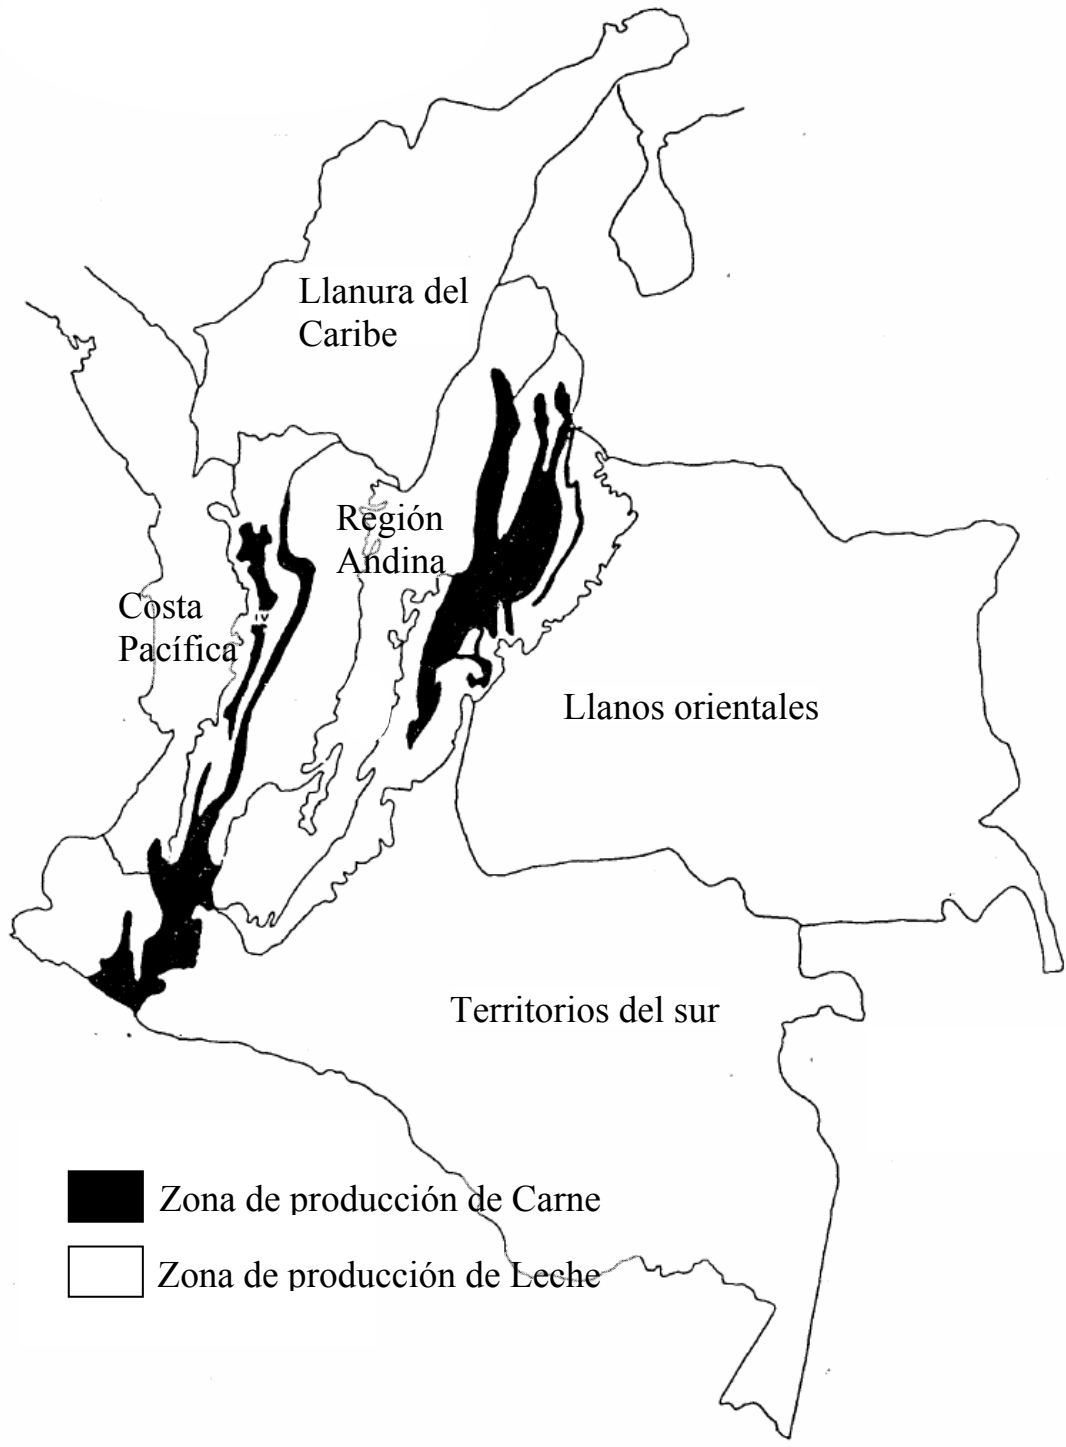 Llanura del
Caribe
Región
Andina
Costa
Pacífica
Llanos orientales
Territorios del sur
Zona de producción de Carne
Zona de producción de Leche